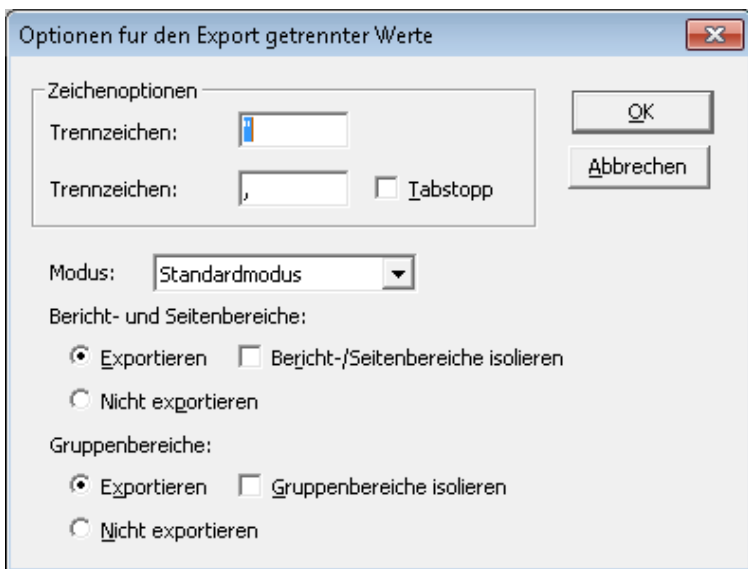 Optionen fur den Export getrennter Werte
Zeichenoptionen
Trennzeichen: "
Trennzeichen: , Tabstopp
OK
Abbrechen
Modus: Standardmodus
Bericht- und Seitenbereiche:
Exportieren Bericht-/Seitenbereiche isolieren
Nicht exportieren
Gruppenbereiche:
Exportieren Gruppenbereiche isolieren
Nicht exportieren